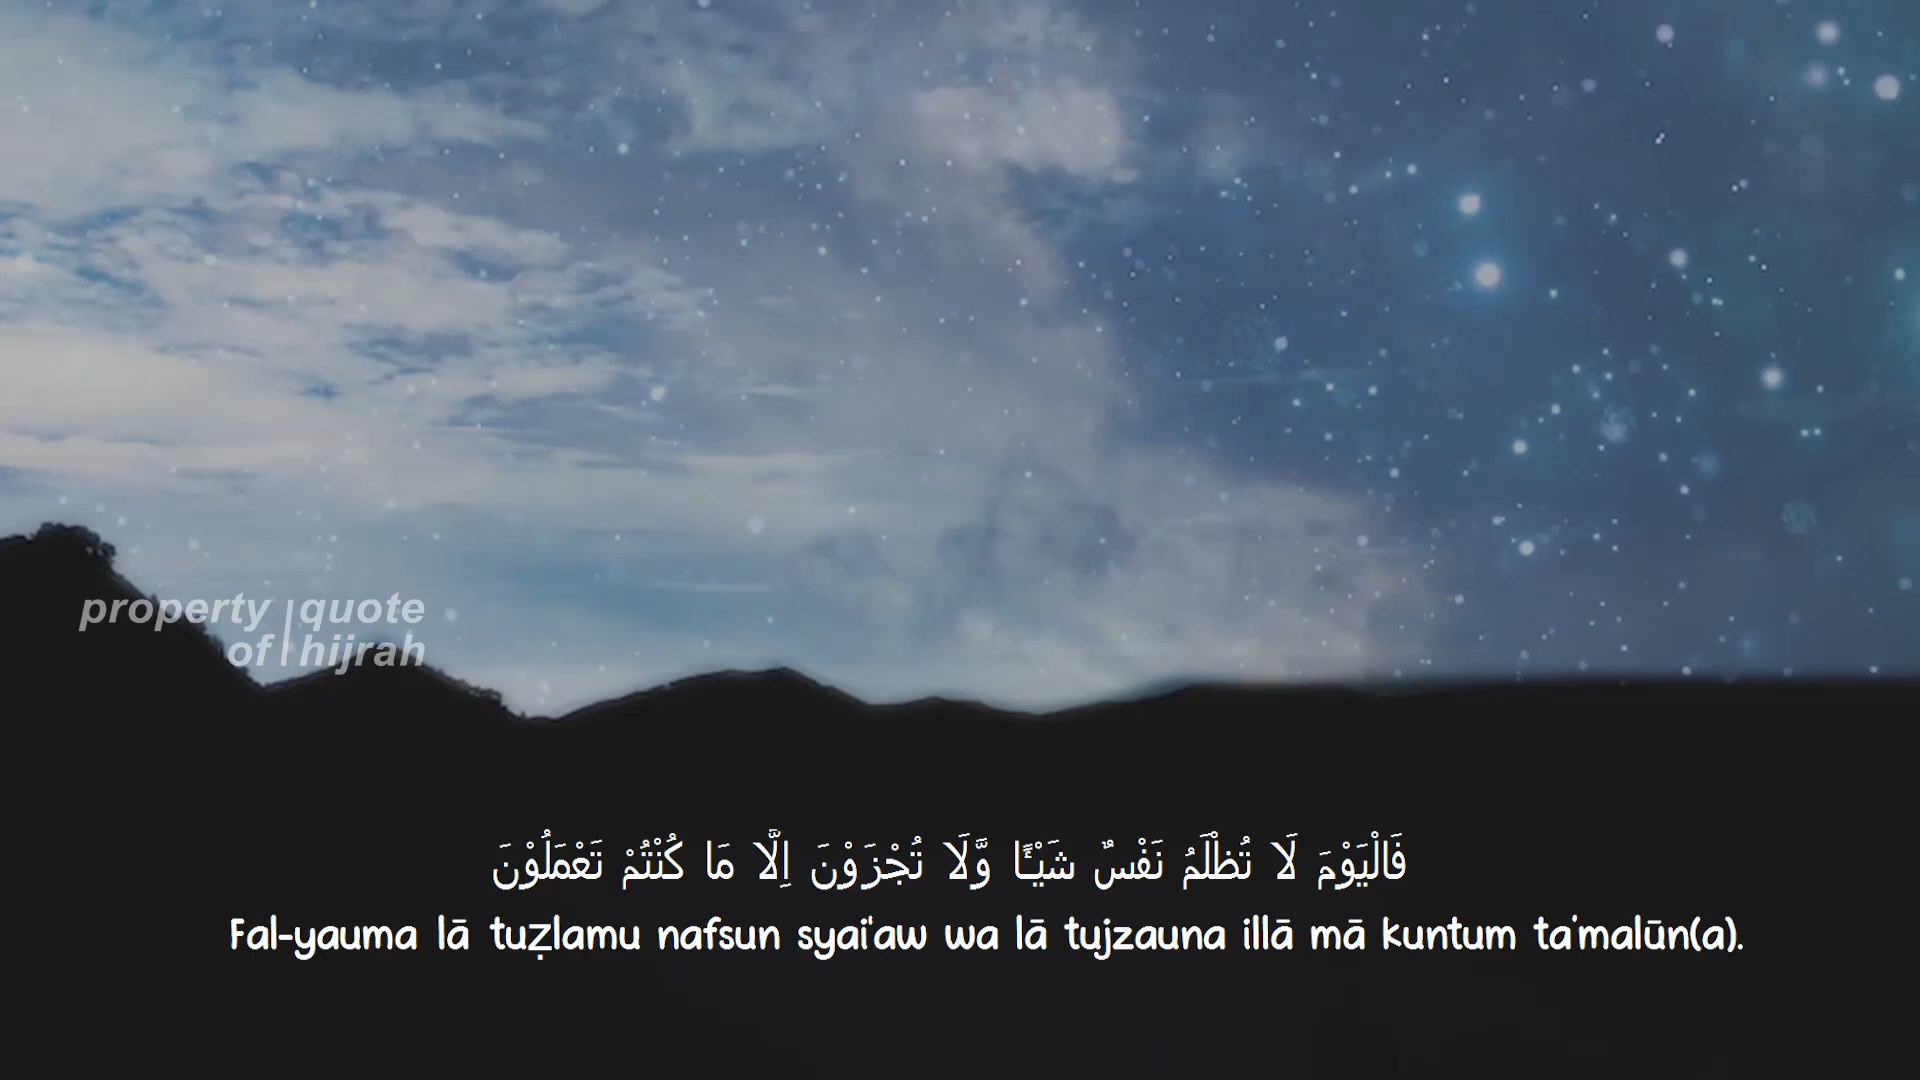 property quote
of hijrah
فَالْيَوْمَ لَا تُظْلَمُ نَفْسٌ شَيْـًٔا وَّلَا تُجْزَوْنَ اِلَّا مَا كُنْتُمْ تَعْمَلُوْنَ
Fal-yauma lā tuẓlamu nafsun syai'aw wa lā tujzauna illā mā kuntum ta'malūn(a).